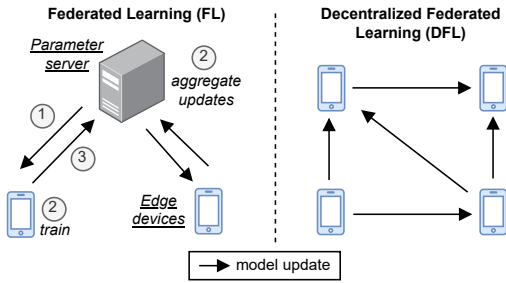 Federated Learning (FL)
Parameter
server
2
aggregate
updates
1
3
2
train
Edge
devices
Decentralized Federated
Learning (DFL)
model update